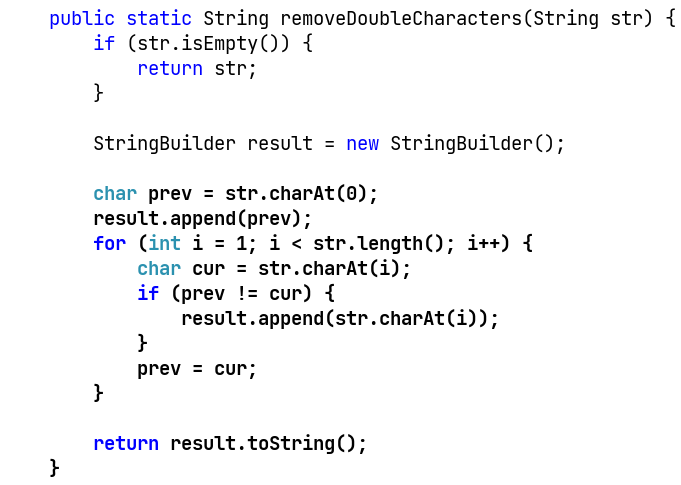 public static String removeDoubleCharacters(String str) {
    if (str.isEmpty()) {
        return str;
    }

    StringBuilder result = new StringBuilder();

    char prev = str.charAt(0);
    result.append(prev);
    for (int i = 1; i < str.length(); i++) {
        char cur = str.charAt(i);
        if (prev != cur) {
            result.append(str.charAt(i));
        }
        prev = cur;
    }

    return result.toString();
}